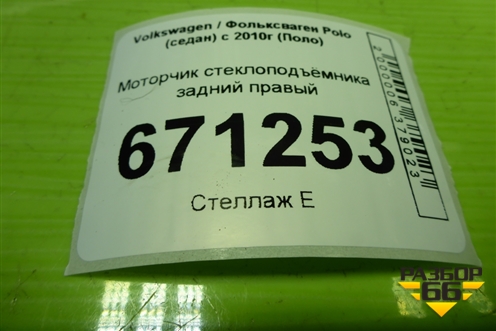 Volkswagen / Фольксваген Polo
(седан) с 2010г (Поло)
Моторчик стеклоподъёмника
задний правый
671253
Стеллаж Е
2000006379023
РАЗБОР
66